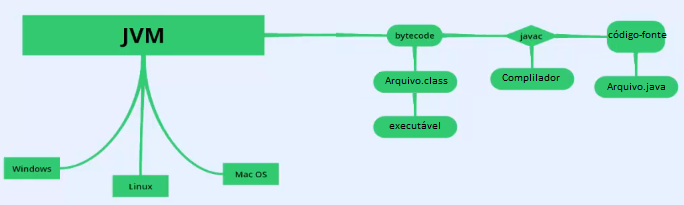 JVM
bytecode
javac
código-fonte
Arquivo.class
Complilador
Arquivo.java
executável
Windows
Linux
Mac OS